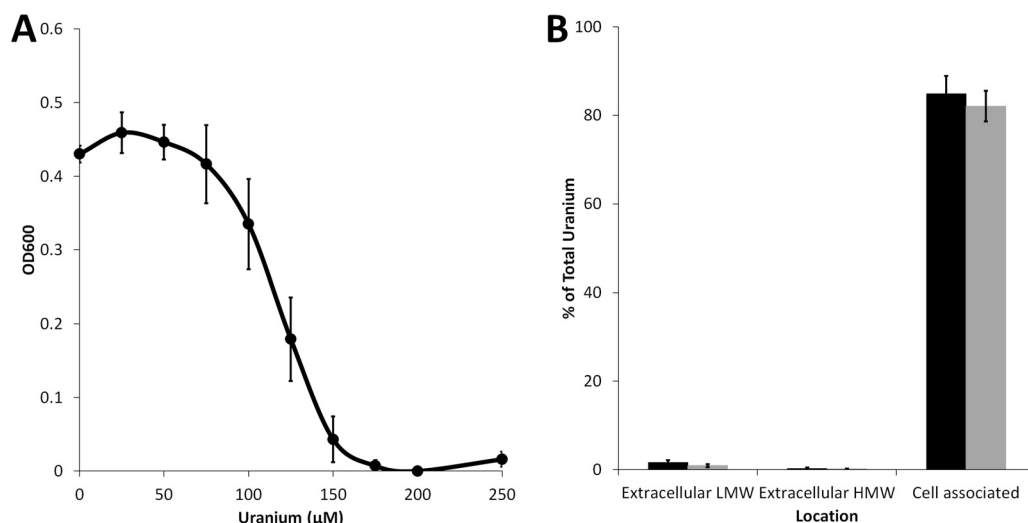 A
0.6
0.5
0.4
0.3
0.2
0.1
0
OD600
0 50 100 150 200 250
Uranium (μM)
B
100
80
60
40
20
0
% of Total Uranium
Extracellular LMW Extracellular HMW Cell associated
Location